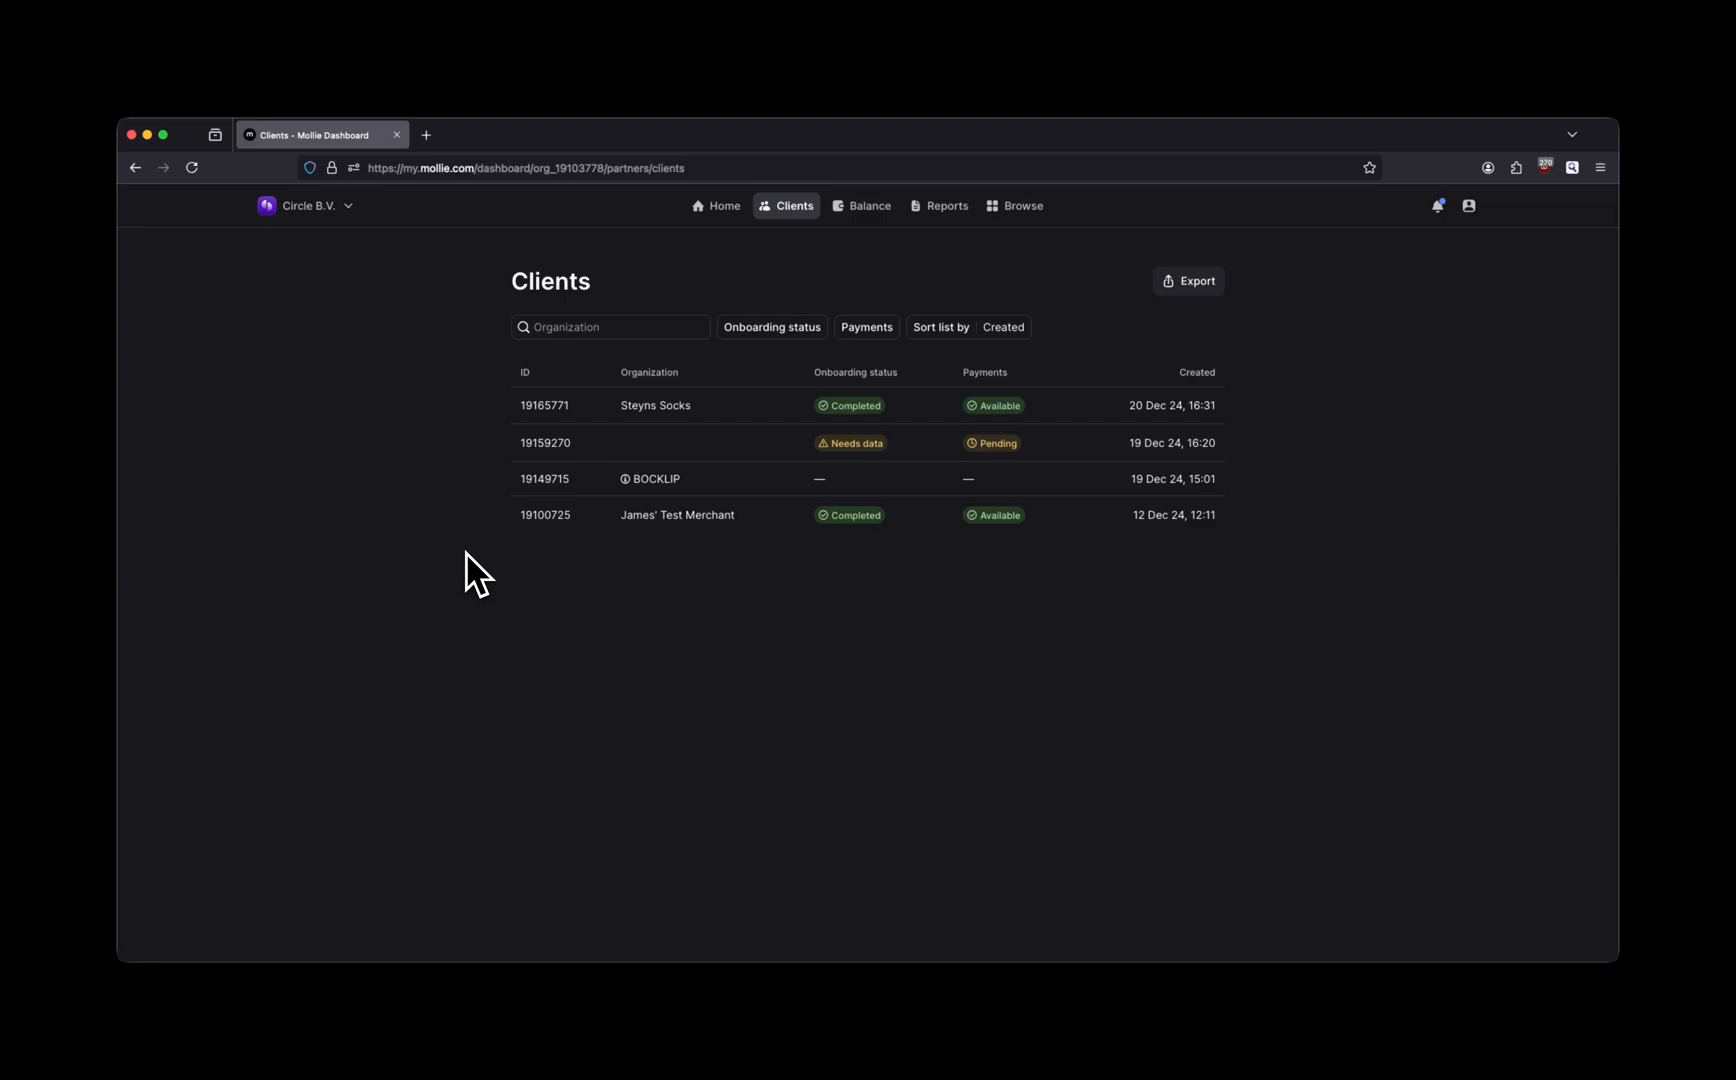 Clients - Mollie Dashboard
https://my.mollie.com/dashboard/org_19103778/partners/clients
270
Circle B.V.
Home Clients Balance Reports Browse
Clients
Export
Organization Onboarding status Payments Sort list by Created
ID Organization Onboarding status Payments Created
19165771 Steyns Socks Completed Available 20 Dec 24, 16:31
19159270 Needs data Pending 19 Dec 24, 16:20
19149715 BOCKLIP — — 19 Dec 24, 15:01
19100725 James' Test Merchant Completed Available 12 Dec 24, 12:11